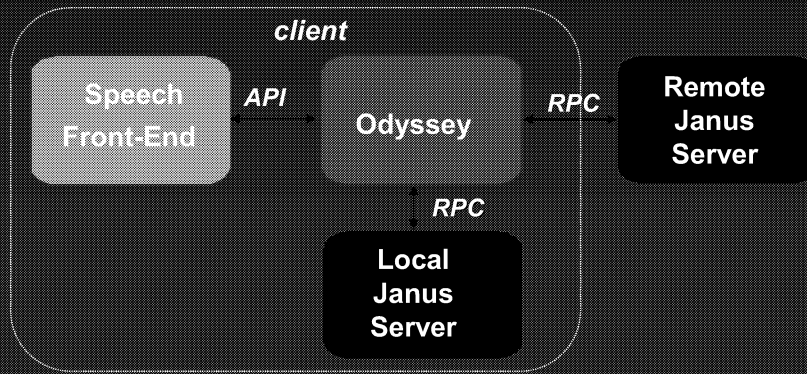 client
Speech
Front-End
API
Odyssey
RPC
Remote
Janus
Server
RPC
Local
Janus
Server